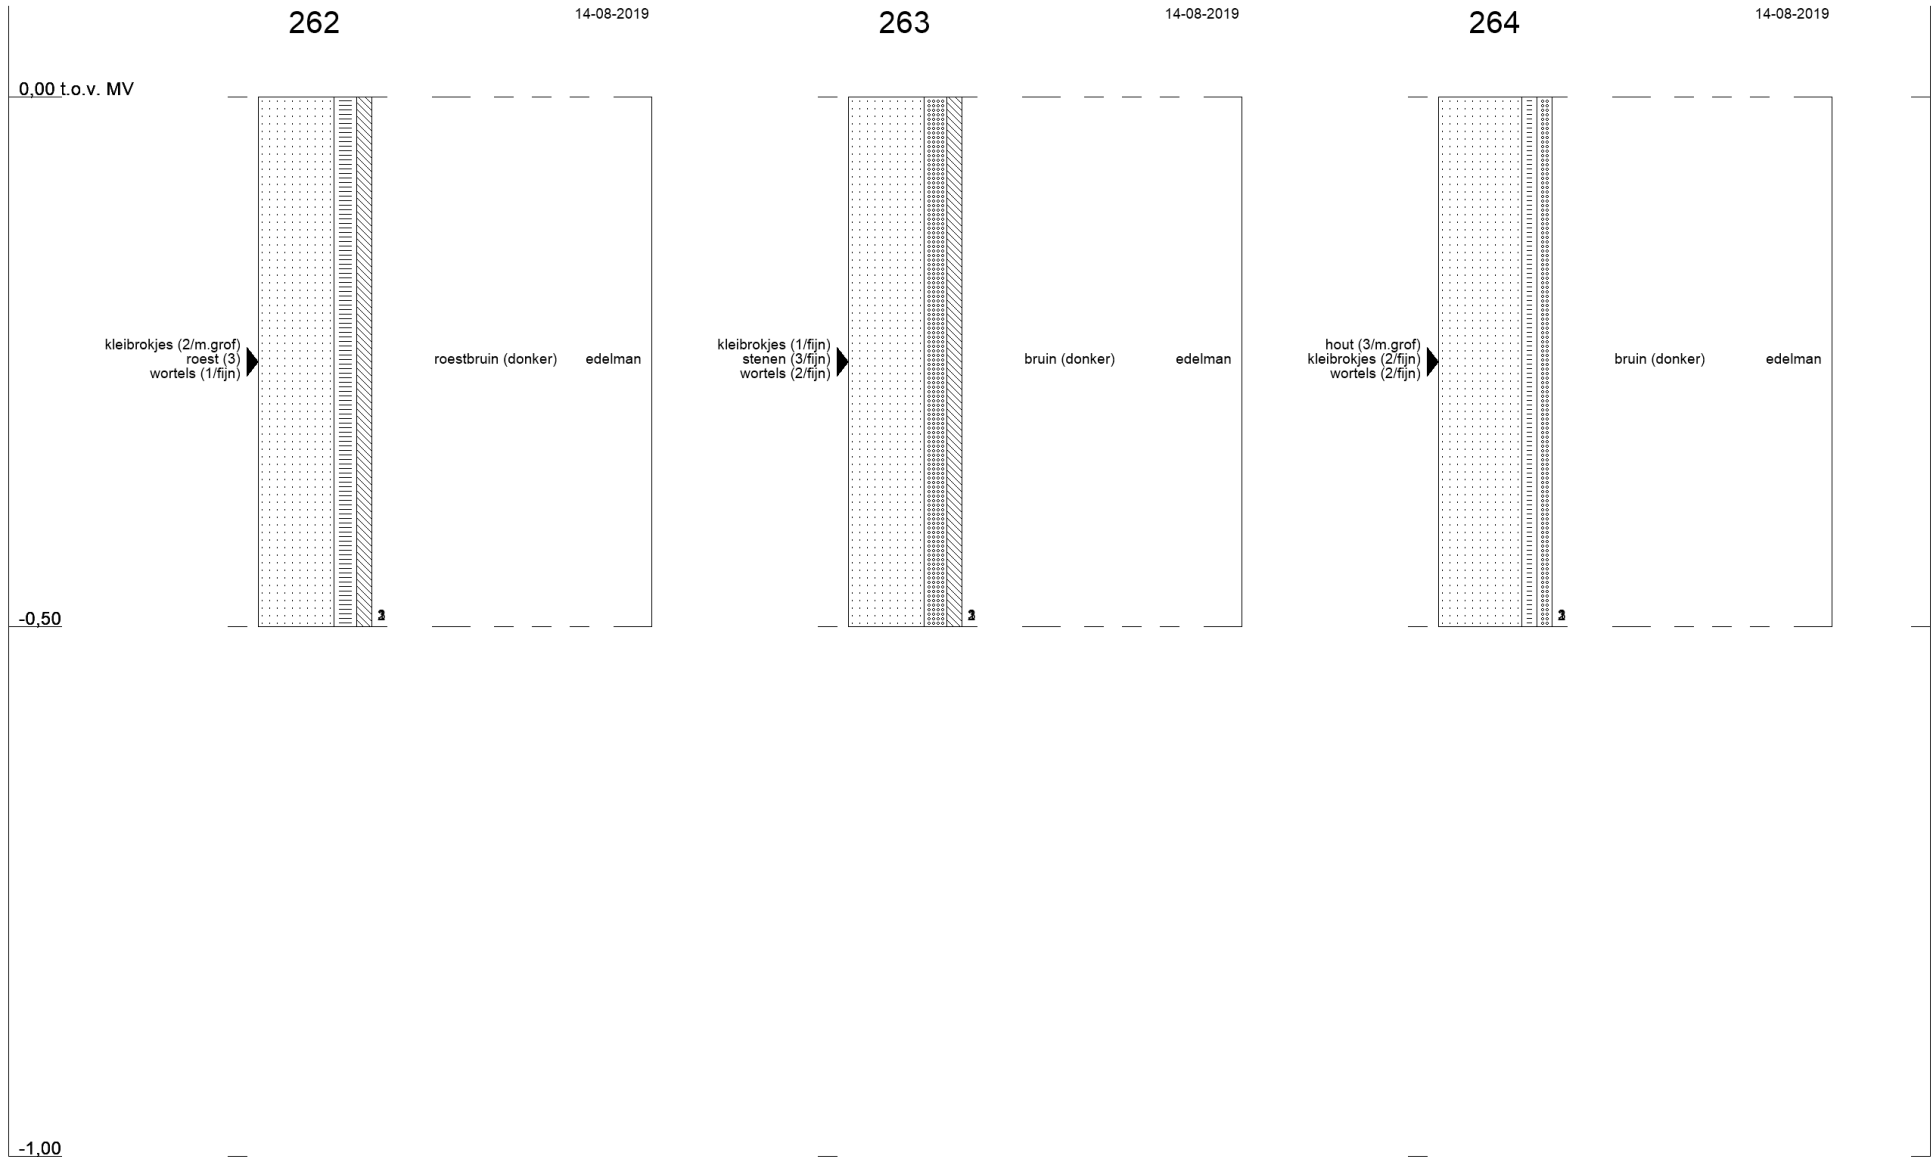 262
14-08-2019
263
14-08-2019
264
14-08-2019
0,00 t.o.v. MV
kleibrokjes (2/m.grof)
roest (3)
wortels (1/fijn)
roestbruin (donker)
edelman
kleibrokjes (1/fijn)
stenen (3/fijn)
wortels (2/fijn)
bruin (donker)
edelman
hout (3/m.grof)
kleibrokjes (2/fijn)
wortels (2/fijn)
bruin (donker)
edelman
-0,50
-1,00